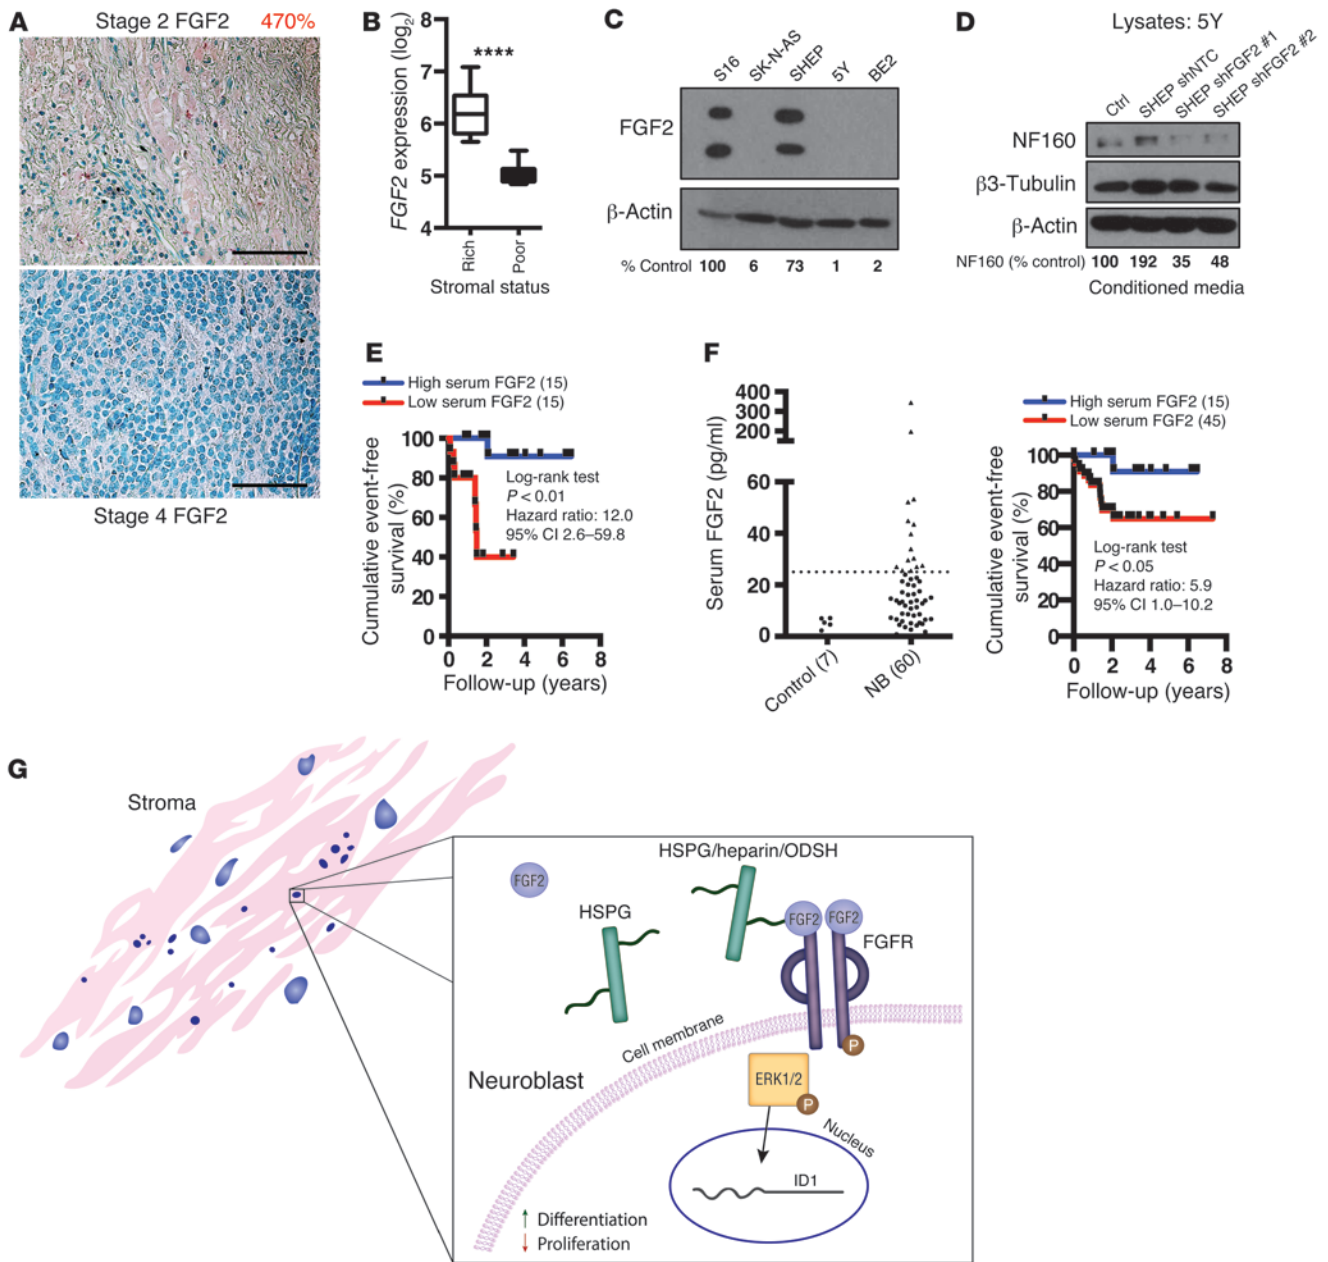 A
Stage 2 FGF2 470%
Stage 4 FGF2
B
FGF2 expression (log2)
8
7
6
5
4
****
Rich
Poor
Stromal status
C
S16
SK-N-AS
SHEP
5Y
BE2
FGF2
β-Actin
% Control 100 6 73 1 2
D
Lysates: 5Y
Ctrl
SHEP shNTC
SHEP shFGF2 #1
SHEP shFGF2 #2
NF160
β3-Tubulin
β-Actin
NF160 (% control) 100 192 35 48
Conditioned media
E
High serum FGF2 (15)
Low serum FGF2 (15)
Cumulative event-free
survival (%)
100
80
60
40
20
0
Log-rank test
P < 0.01
Hazard ratio: 12.0
95% CI 2.6–59.8
0 2 4 6 8
Follow-up (years)
F
Serum FGF2 (pg/ml)
400
300
200
60
40
20
0
Control (7)
NB (60)
High serum FGF2 (15)
Low serum FGF2 (45)
Cumulative event-free
survival (%)
100
80
60
40
20
0
Log-rank test
P < 0.05
Hazard ratio: 5.9
95% CI 1.0–10.2
0 2 4 6 8
Follow-up (years)
G
Stroma
HSPG/heparin/ODSH
FGF2
HSPG
FGF2 FGF2
FGFR
Cell membrane
P
Neuroblast
ERK1/2
P
Nucleus
ID1
↑ Differentiation
↓ Proliferation